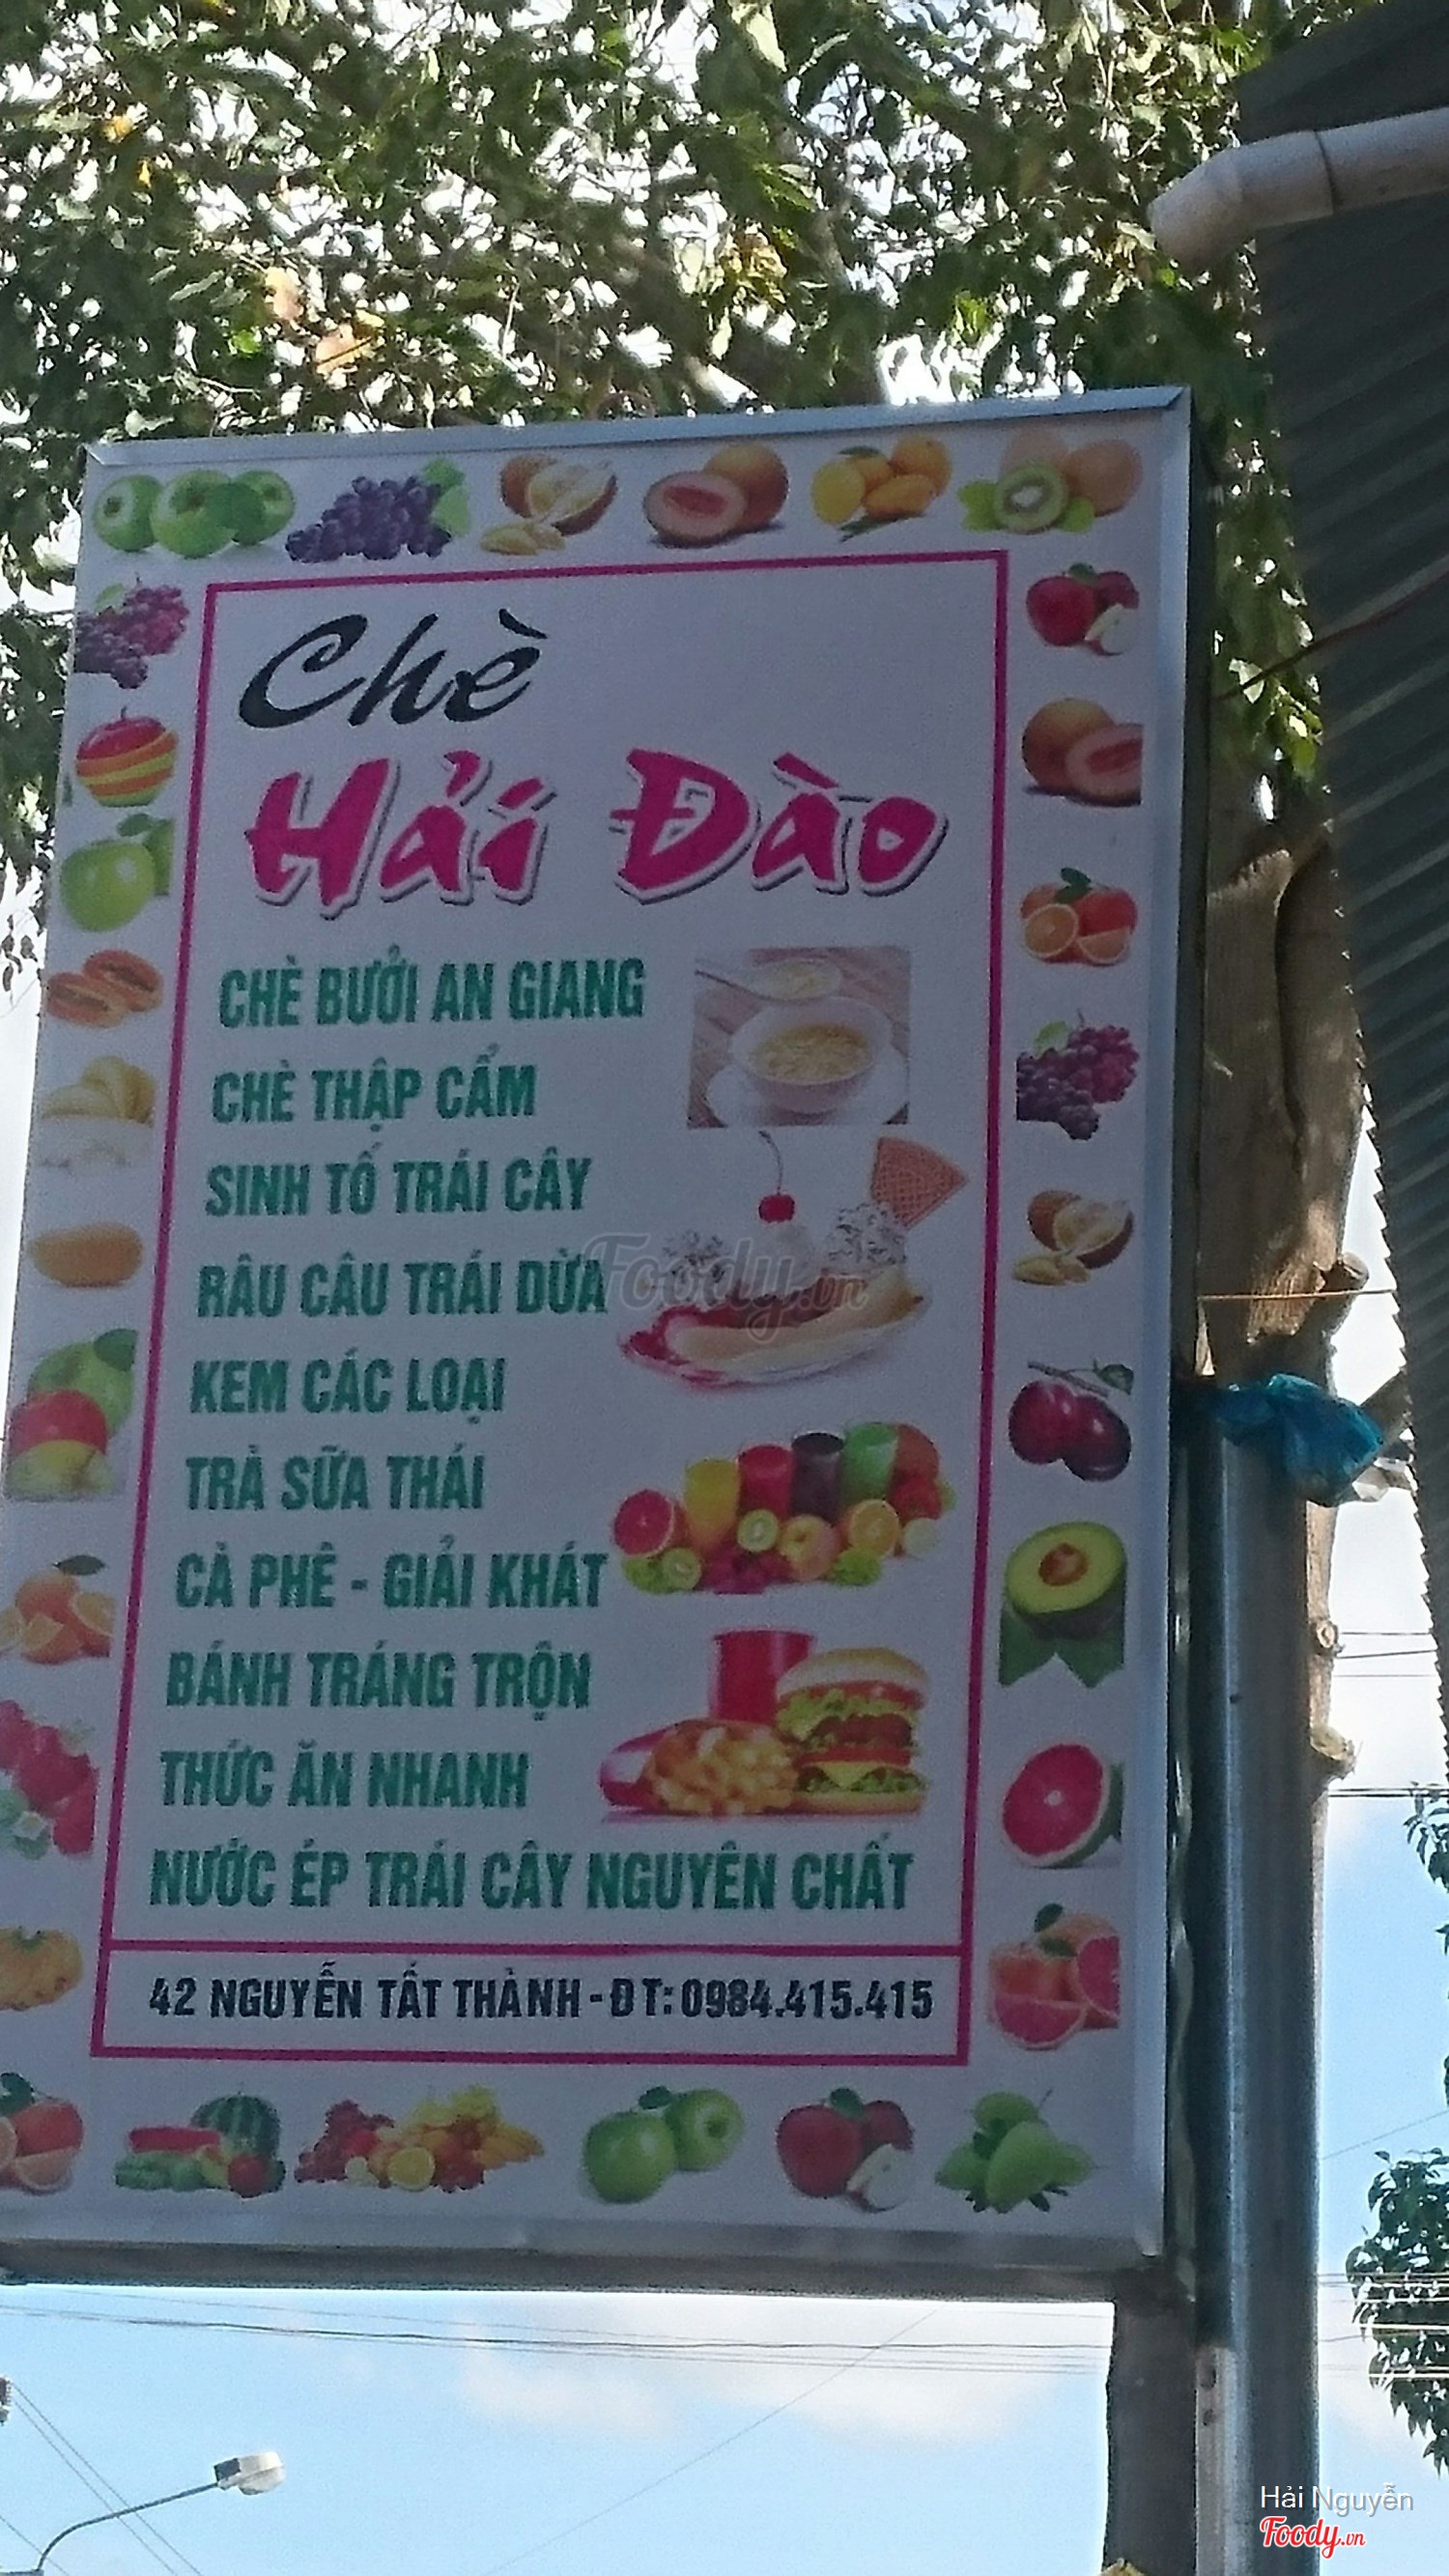 Chè
Hải Đào
CHÈ BƯỞI AN GIANG
CHÈ THẬP CẨM
SINH TỐ TRÁI CÂY
RÂU CÂU TRÁI DỪA
Foody.vn
KEM CÁC LOẠI
TRÀ SỮA THÁI
CÀ PHÊ - GIẢI KHÁT
BÁNH TRÁNG TRỘN
THỨC ĂN NHANH
NƯỚC ÉP TRÁI CÂY NGUYÊN CHẤT
42 NGUYỄN TẤT THÀNH - ĐT: 0984.415.415
Hải Nguyễn
Foody.vn